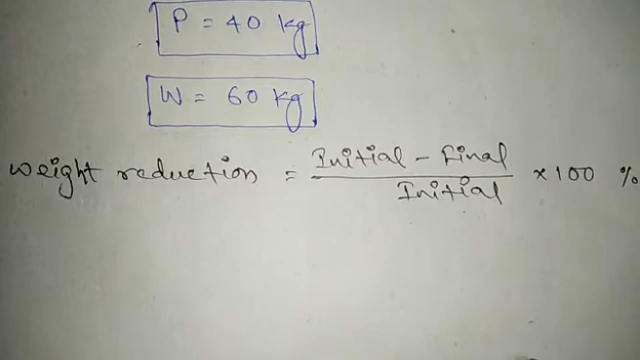 P = 40 kg
W = 60 kg
Weight reduction = Initial - Final / Initial × 100 %